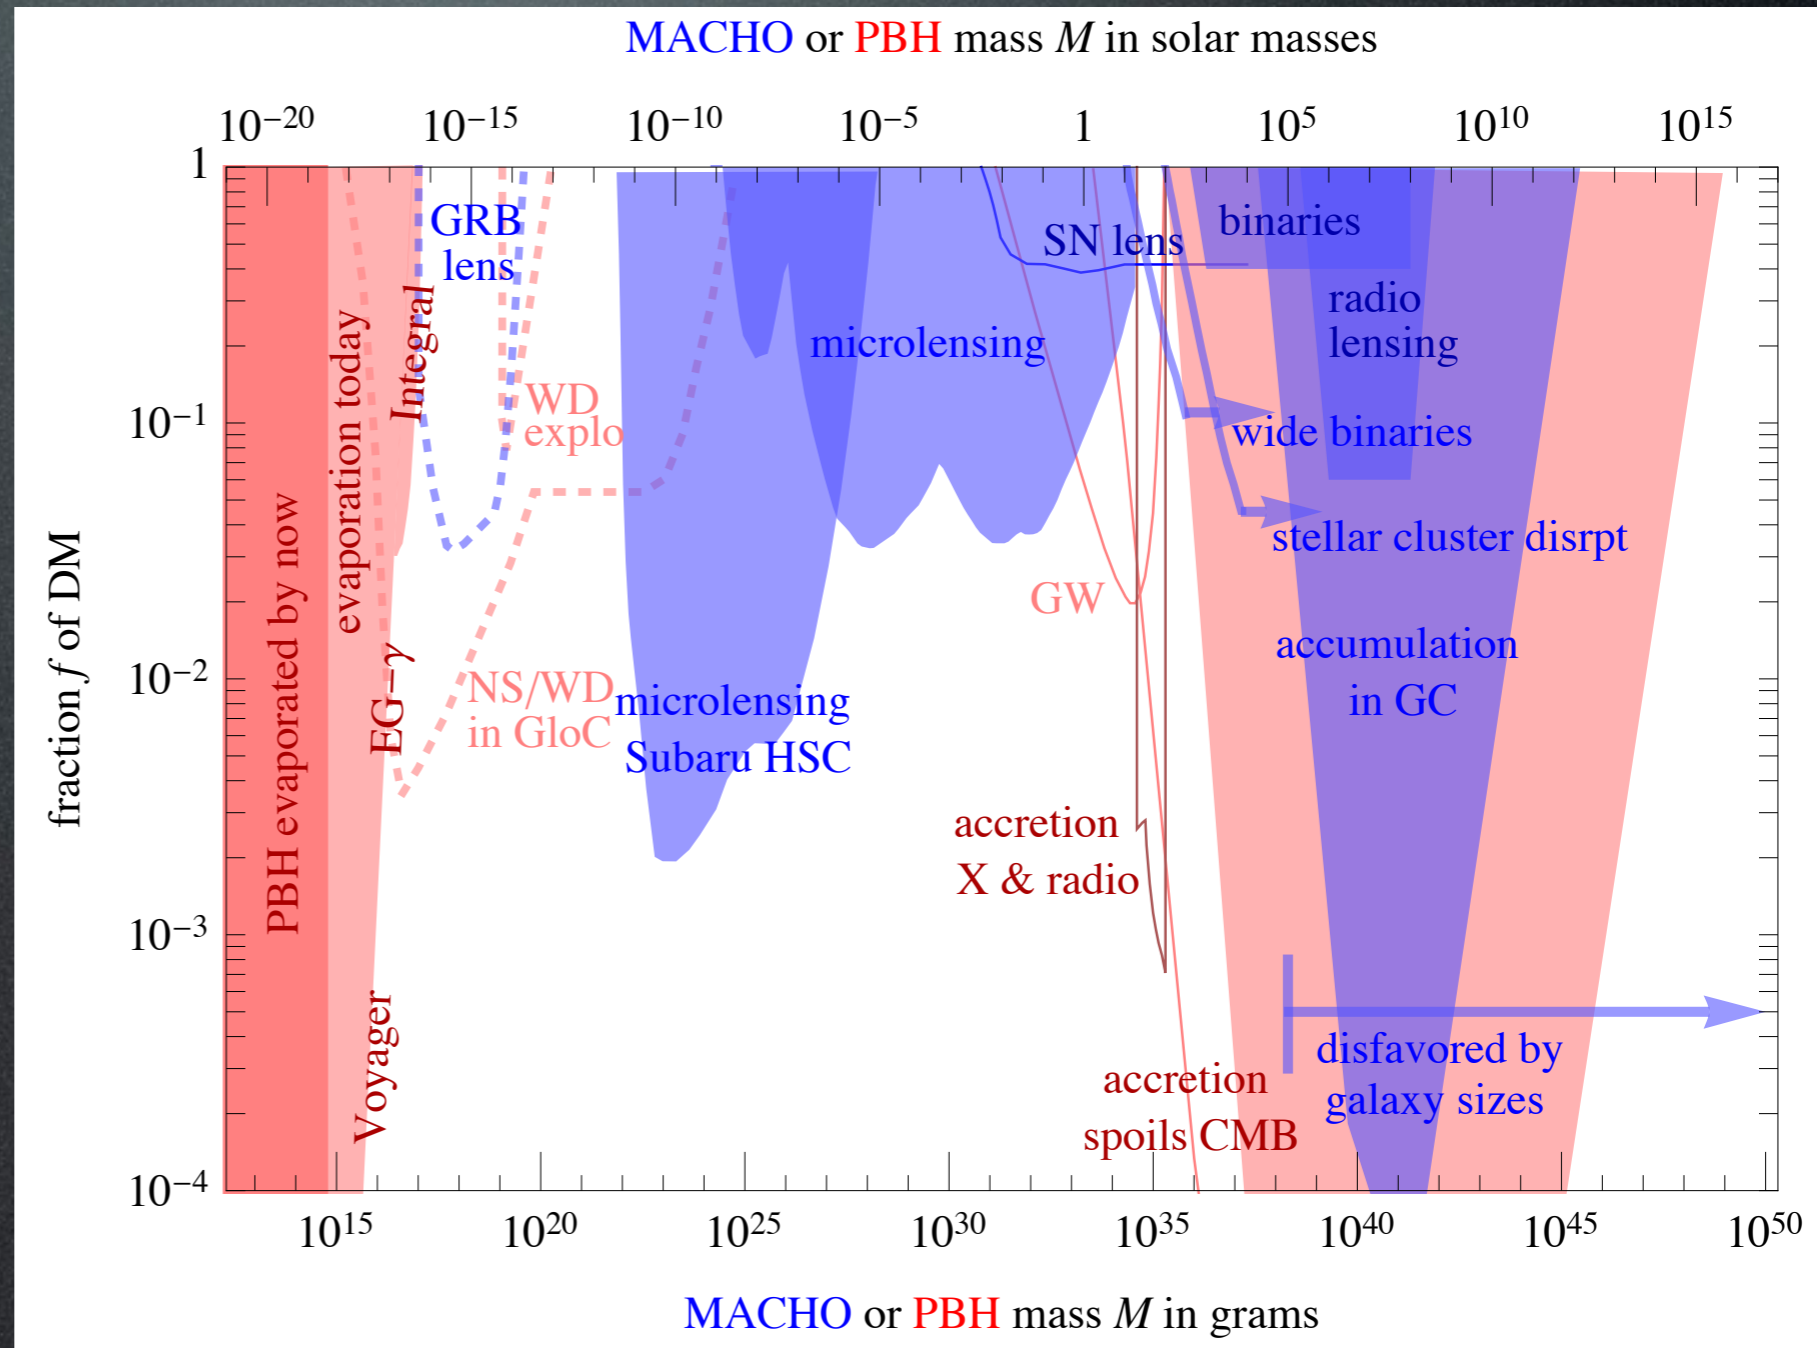 MACHO or PBH mass M in solar masses
10−20 10−15 10−10 10−5 1 105 1010 1015
1
10−1
10−2
10−3
10−4
fraction f of DM
PBH evaporated by now
evaporation today
Integral
EG−γ
Voyager
GRB
lens
WD
explo
NS/WD
in GloC
microlensing
Subaru HSC
microlensing
SN lens
GW
accretion
X & radio
accretion
spoils CMB
binaries
radio
lensing
wide binaries
stellar cluster disrpt
accumulation
in GC
disfavored by
galaxy sizes
1015 1020 1025 1030 1035 1040 1045 1050
MACHO or PBH mass M in grams